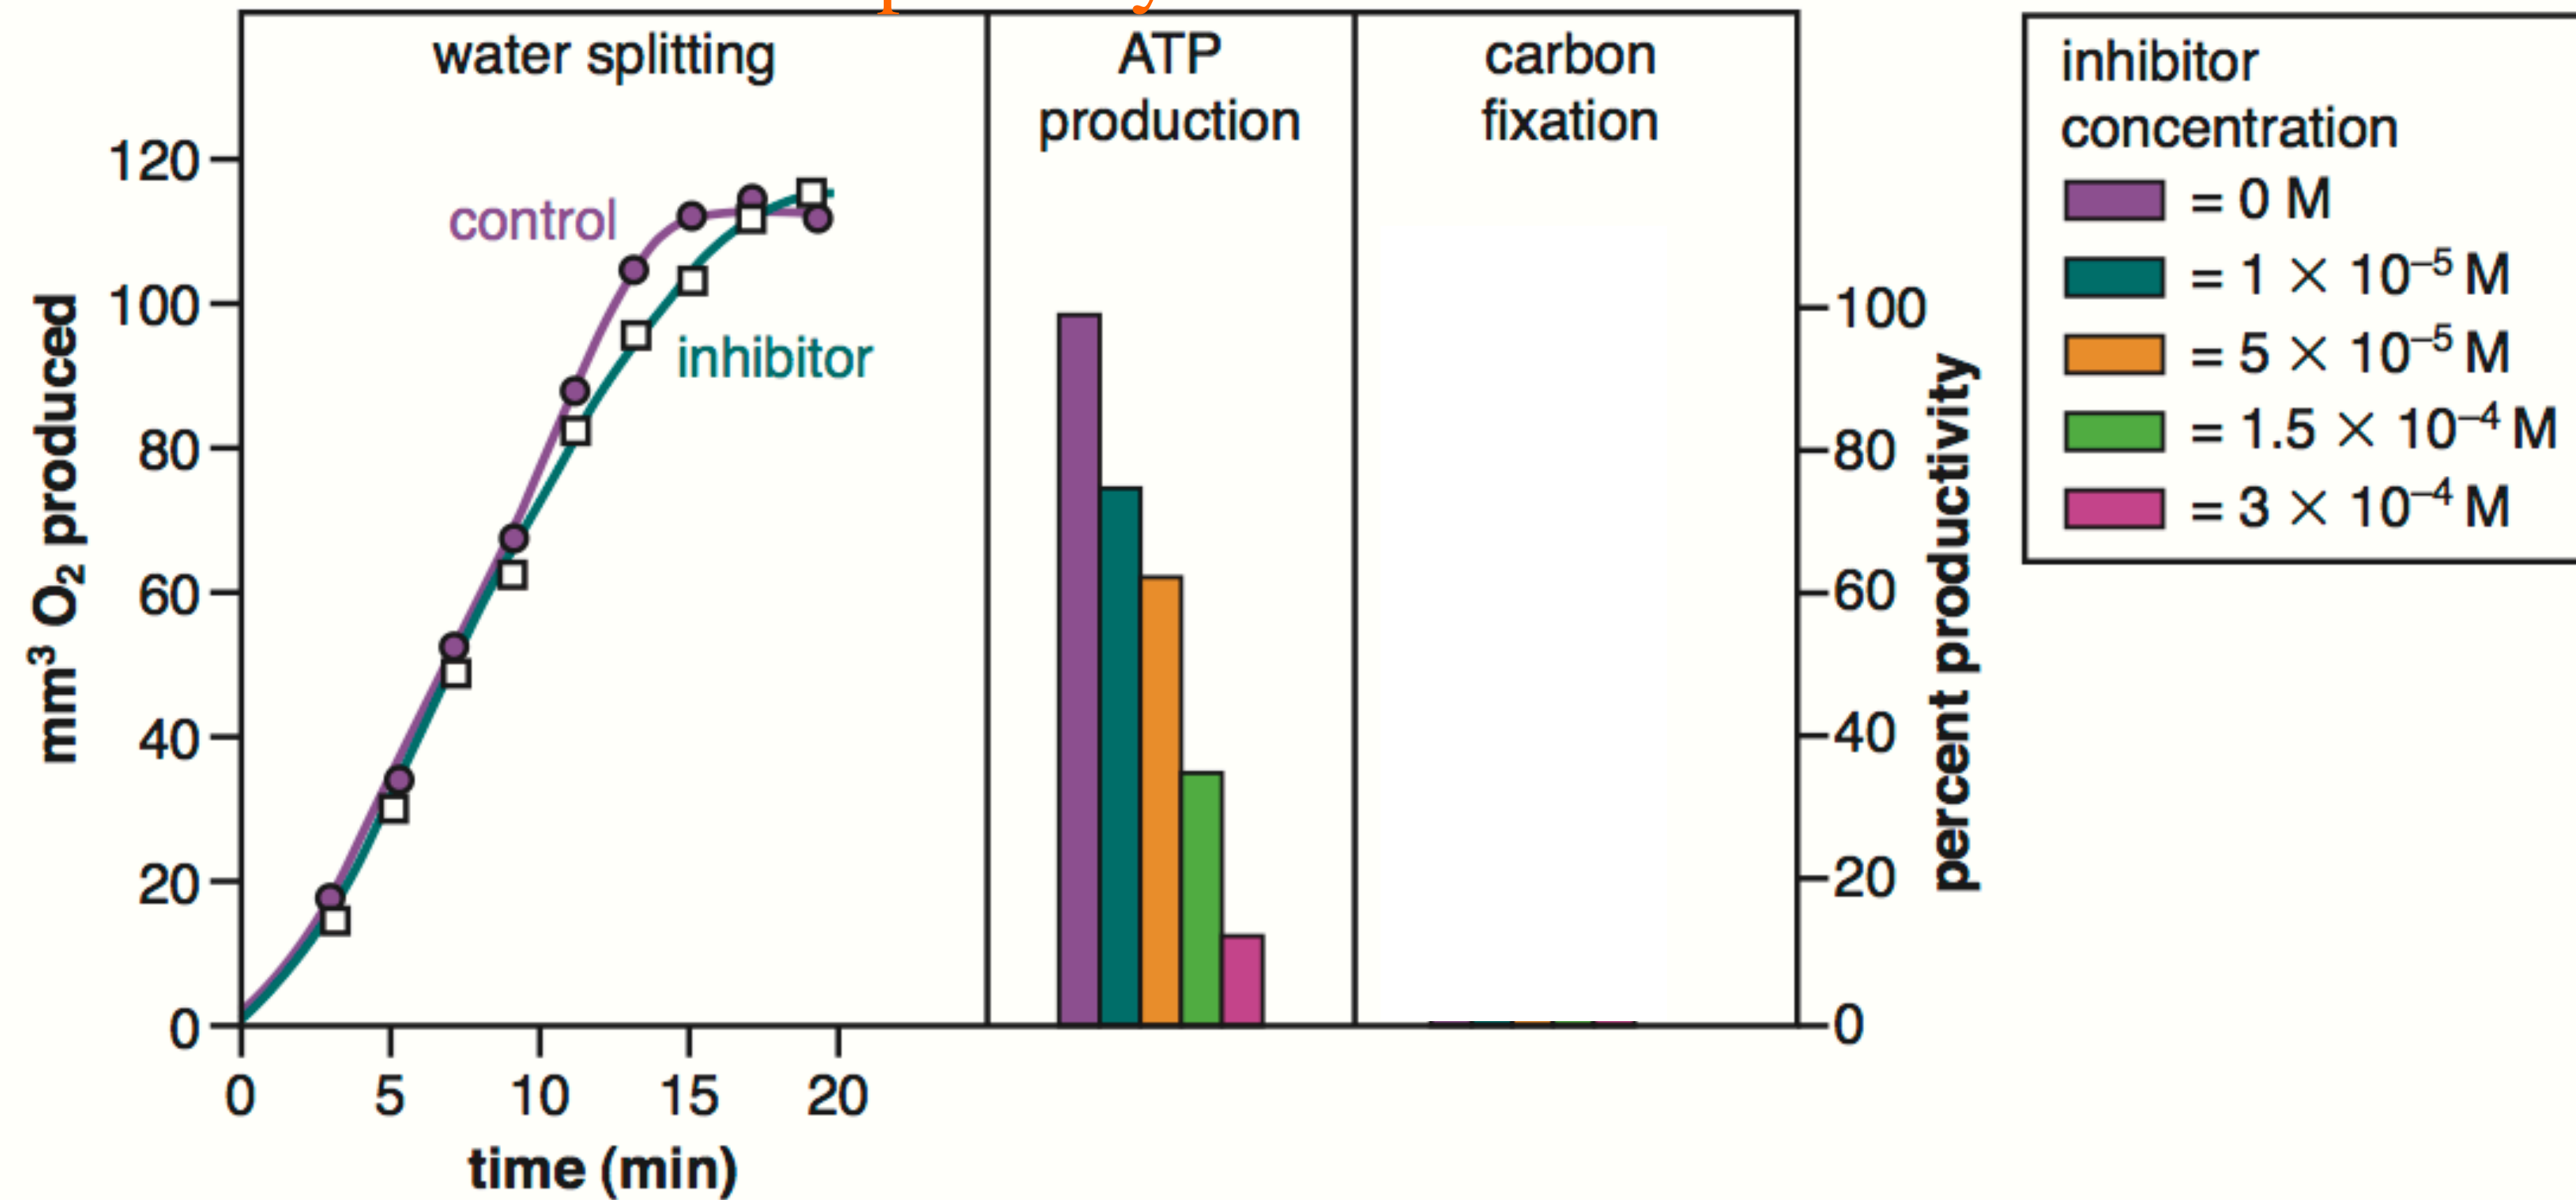 water splitting
ATP
production
carbon
fixation
inhibitor
concentration
= 0 M
= 1 × 10⁻⁵ M
= 5 × 10⁻⁵ M
= 1.5 × 10⁻⁴ M
= 3 × 10⁻⁴ M
control
inhibitor
mm³ O₂ produced
120
100
80
60
40
20
0
0 5 10 15 20
time (min)
100
80
60
40
20
0
percent productivity